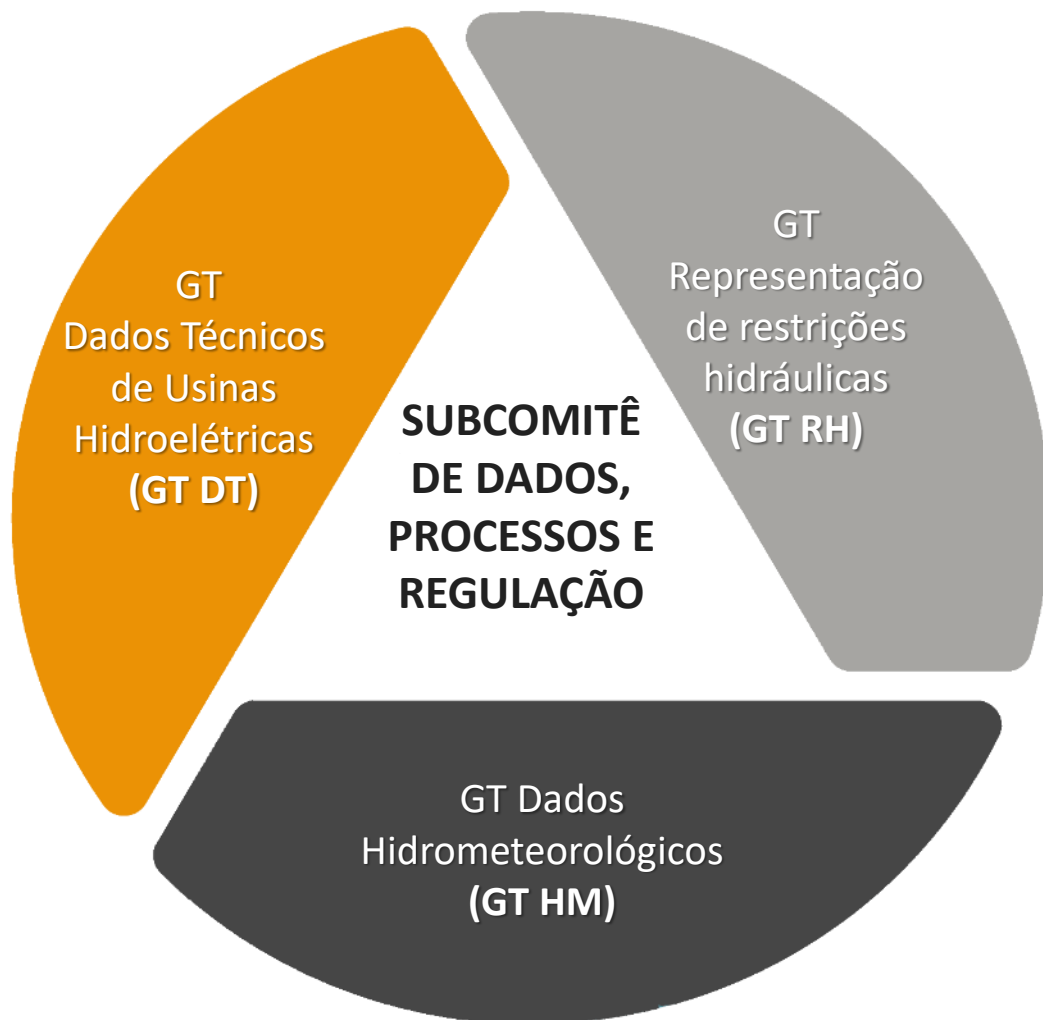 GT
Dados Técnicos
de Usinas
Hidroelétricas
(GT DT)
GT
Representação
de restrições
hidráulicas
(GT RH)
SUBCOMITÊ
DE DADOS,
PROCESSOS E
REGULAÇÃO
GT Dados
Hidrometeorológicos
(GT HM)